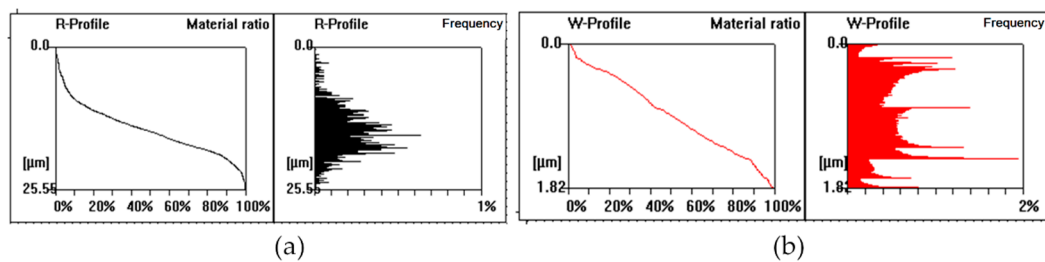 R-Profile Material ratio
0.0
[µm]
25.55
0% 20% 40% 60% 80% 100%
R-Profile Frequency
0.0
[µm]
25.55
1%
(a)
W-Profile Material ratio
0.0
[µm]
1.82
0% 20% 40% 60% 80% 100%
W-Profile Frequency
0.0
[µm]
1.82
2%
(b)